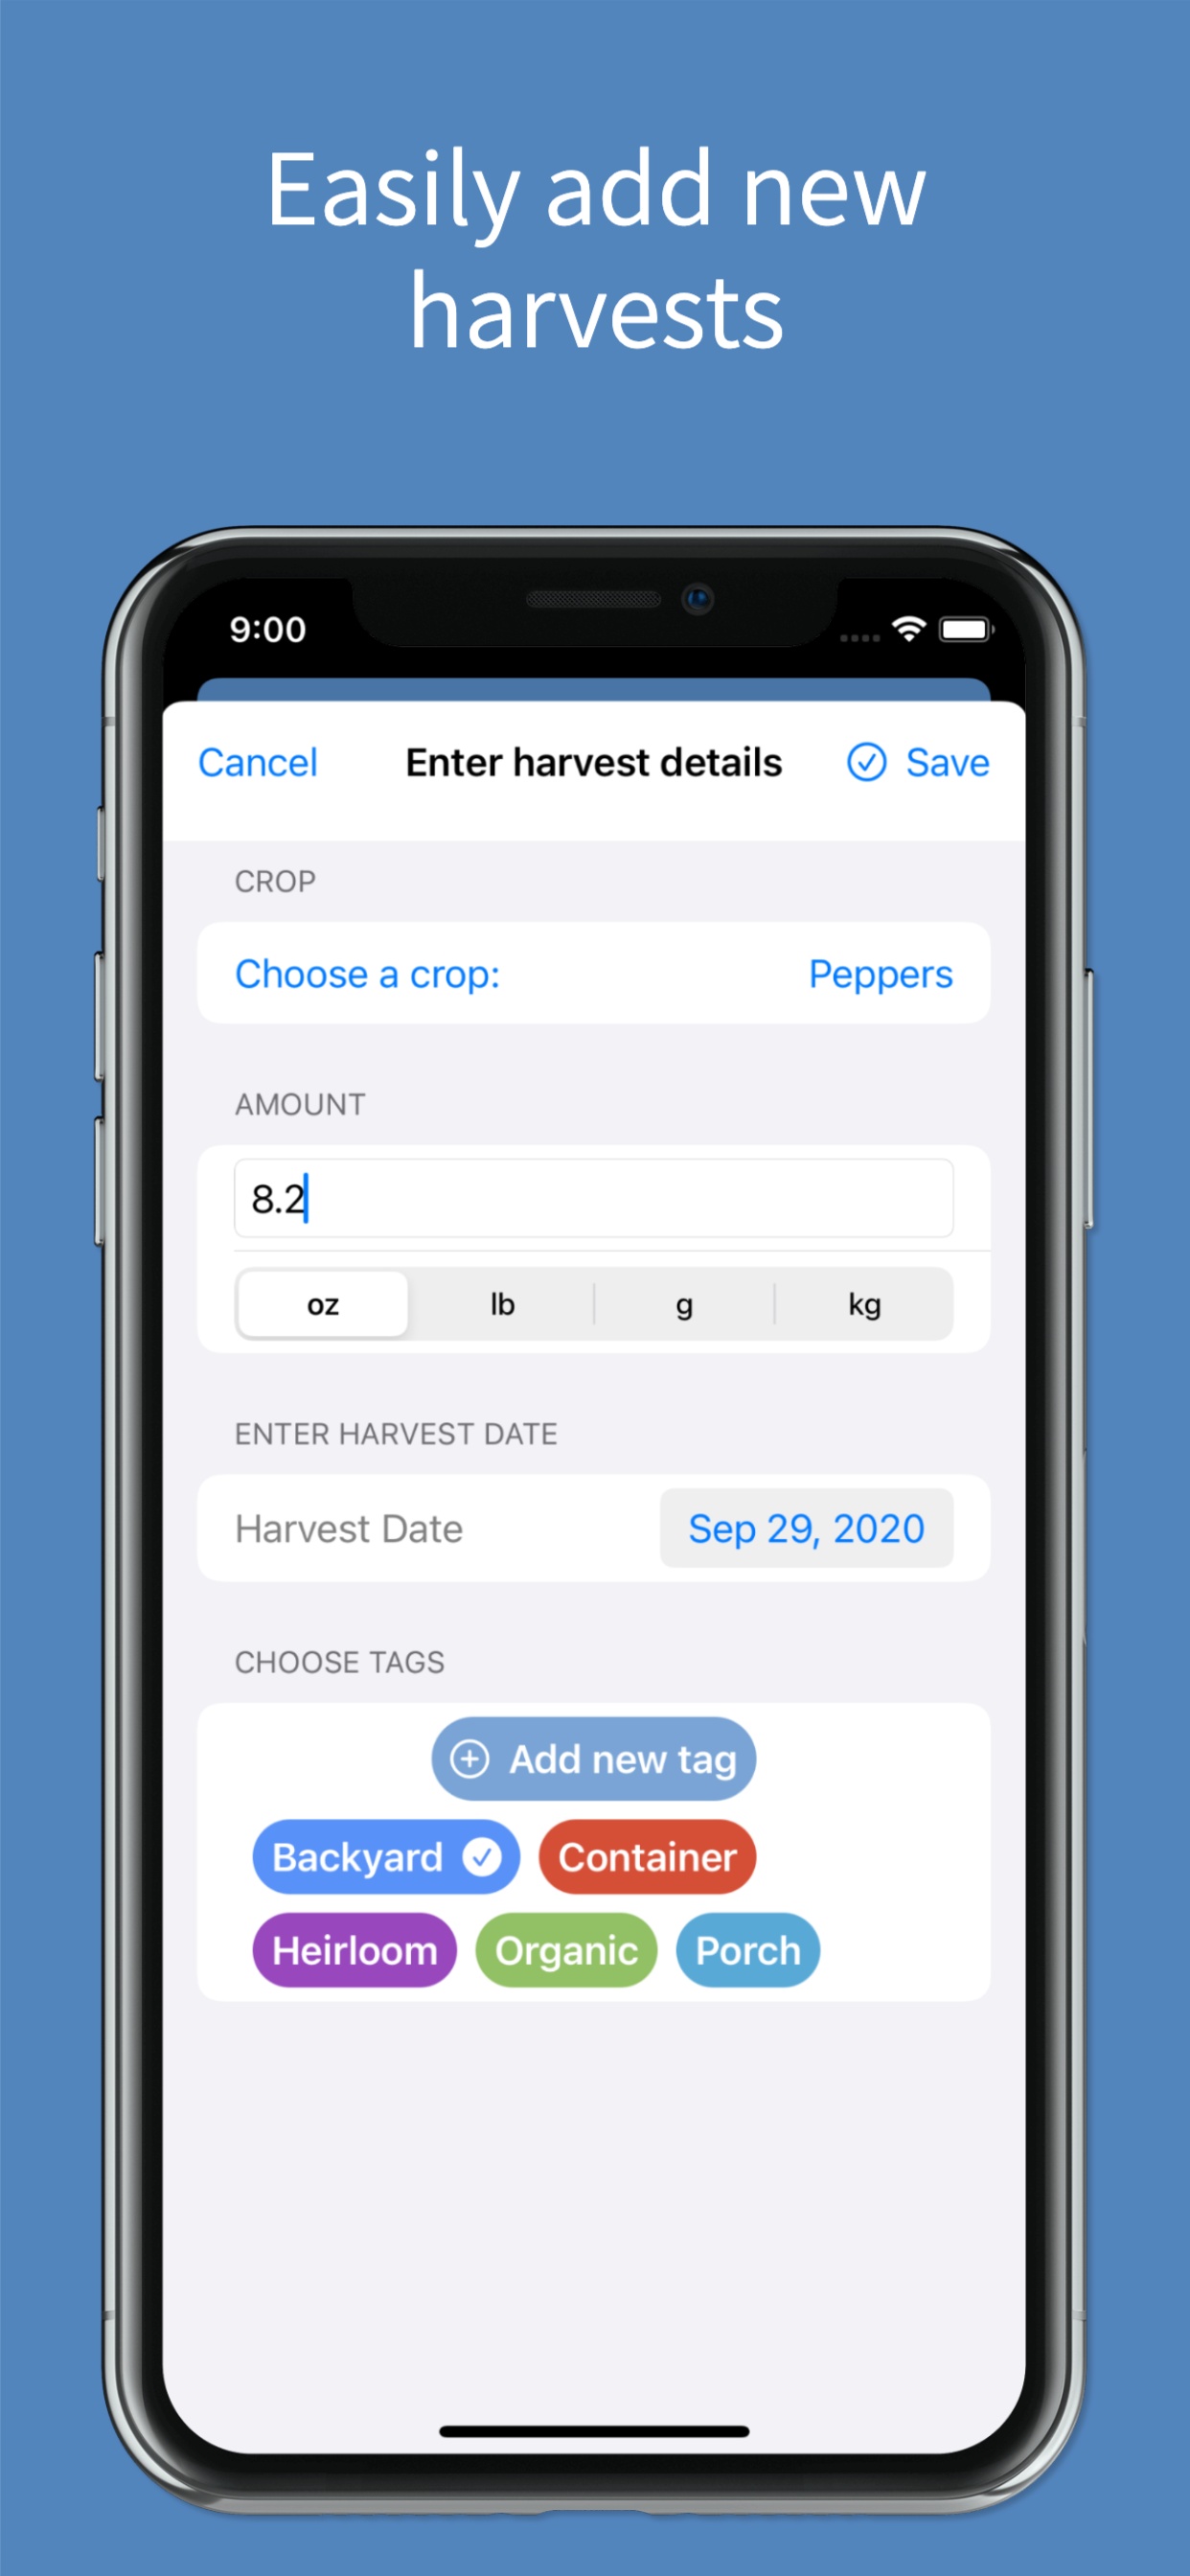 Easily add new
harvests
9:00
Cancel Enter harvest details Save
CROP
Choose a crop: Peppers
AMOUNT
8.2
oz lb g kg
ENTER HARVEST DATE
Harvest Date Sep 29, 2020
CHOOSE TAGS
Add new tag
Backyard Container
Heirloom Organic Porch